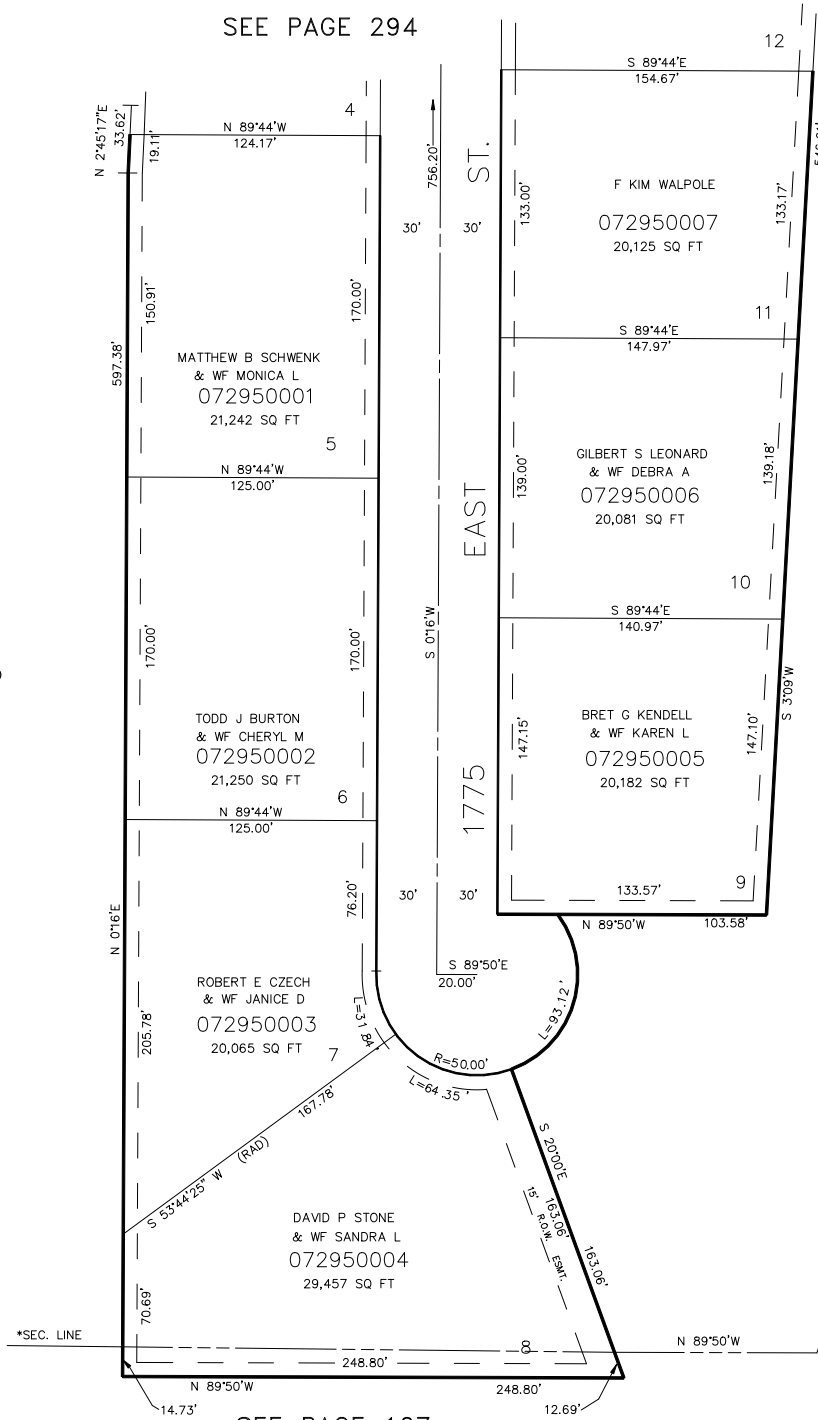 SEE PAGE 294
12
S 89°44'E
154.67'
4
N 89°44'W
124.17'
N 2°45'17"E
33.62'
19.11'
756.20'
ST.
30'
30'
133.00'
F KIM WALPOLE
072950007
20,125 SQ FT
133.17'
150.91'
170.00'
597.38'
MATTHEW B SCHWENK
& WF MONICA L
072950001
21,242 SQ FT
5
11
S 89°44'E
147.97'
N 89°44'W
125.00'
EAST
139.00'
GILBERT S LEONARD
& WF DEBRA A
072950006
20,081 SQ FT
139.18'
10
S 89°44'E
140.97'
170.00'
170.00'
S 0°16'W
S 3°09'W
TODD J BURTON
& WF CHERYL M
072950002
21,250 SQ FT
6
147.15'
BRET G KENDELL
& WF KAREN L
072950005
20,182 SQ FT
147.10'
1775
N 89°44'W
125.00'
76.20'
30'
30'
133.57'
9
N 89°50'W
103.58'
N 0°16'E
S 89°50'E
20.00'
ROBERT E CZECH
& WF JANICE D
072950003
20,065 SQ FT
7
205.78'
L=31.84'
R=50.00'
L=93.12'
L=64.35'
167.78'
S 53°44'25" W (RAD)
S 20°00'E
163.06'
15' R.O.W. ESMT.
163.06'
DAVID P STONE
& WF SANDRA L
072950004
29,457 SQ FT
70.69'
*SEC. LINE
8
N 89°50'W
248.80'
N 89°50'W
248.80'
14.73'
12.69'